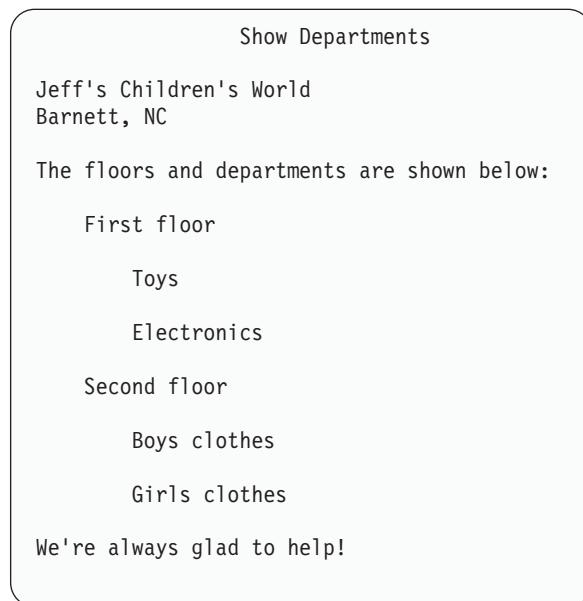 Show Departments
Jeff's Children's World
Barnett, NC
The floors and departments are shown below:
First floor
Toys
Electronics
Second floor
Boys clothes
Girls clothes
We're always glad to help!